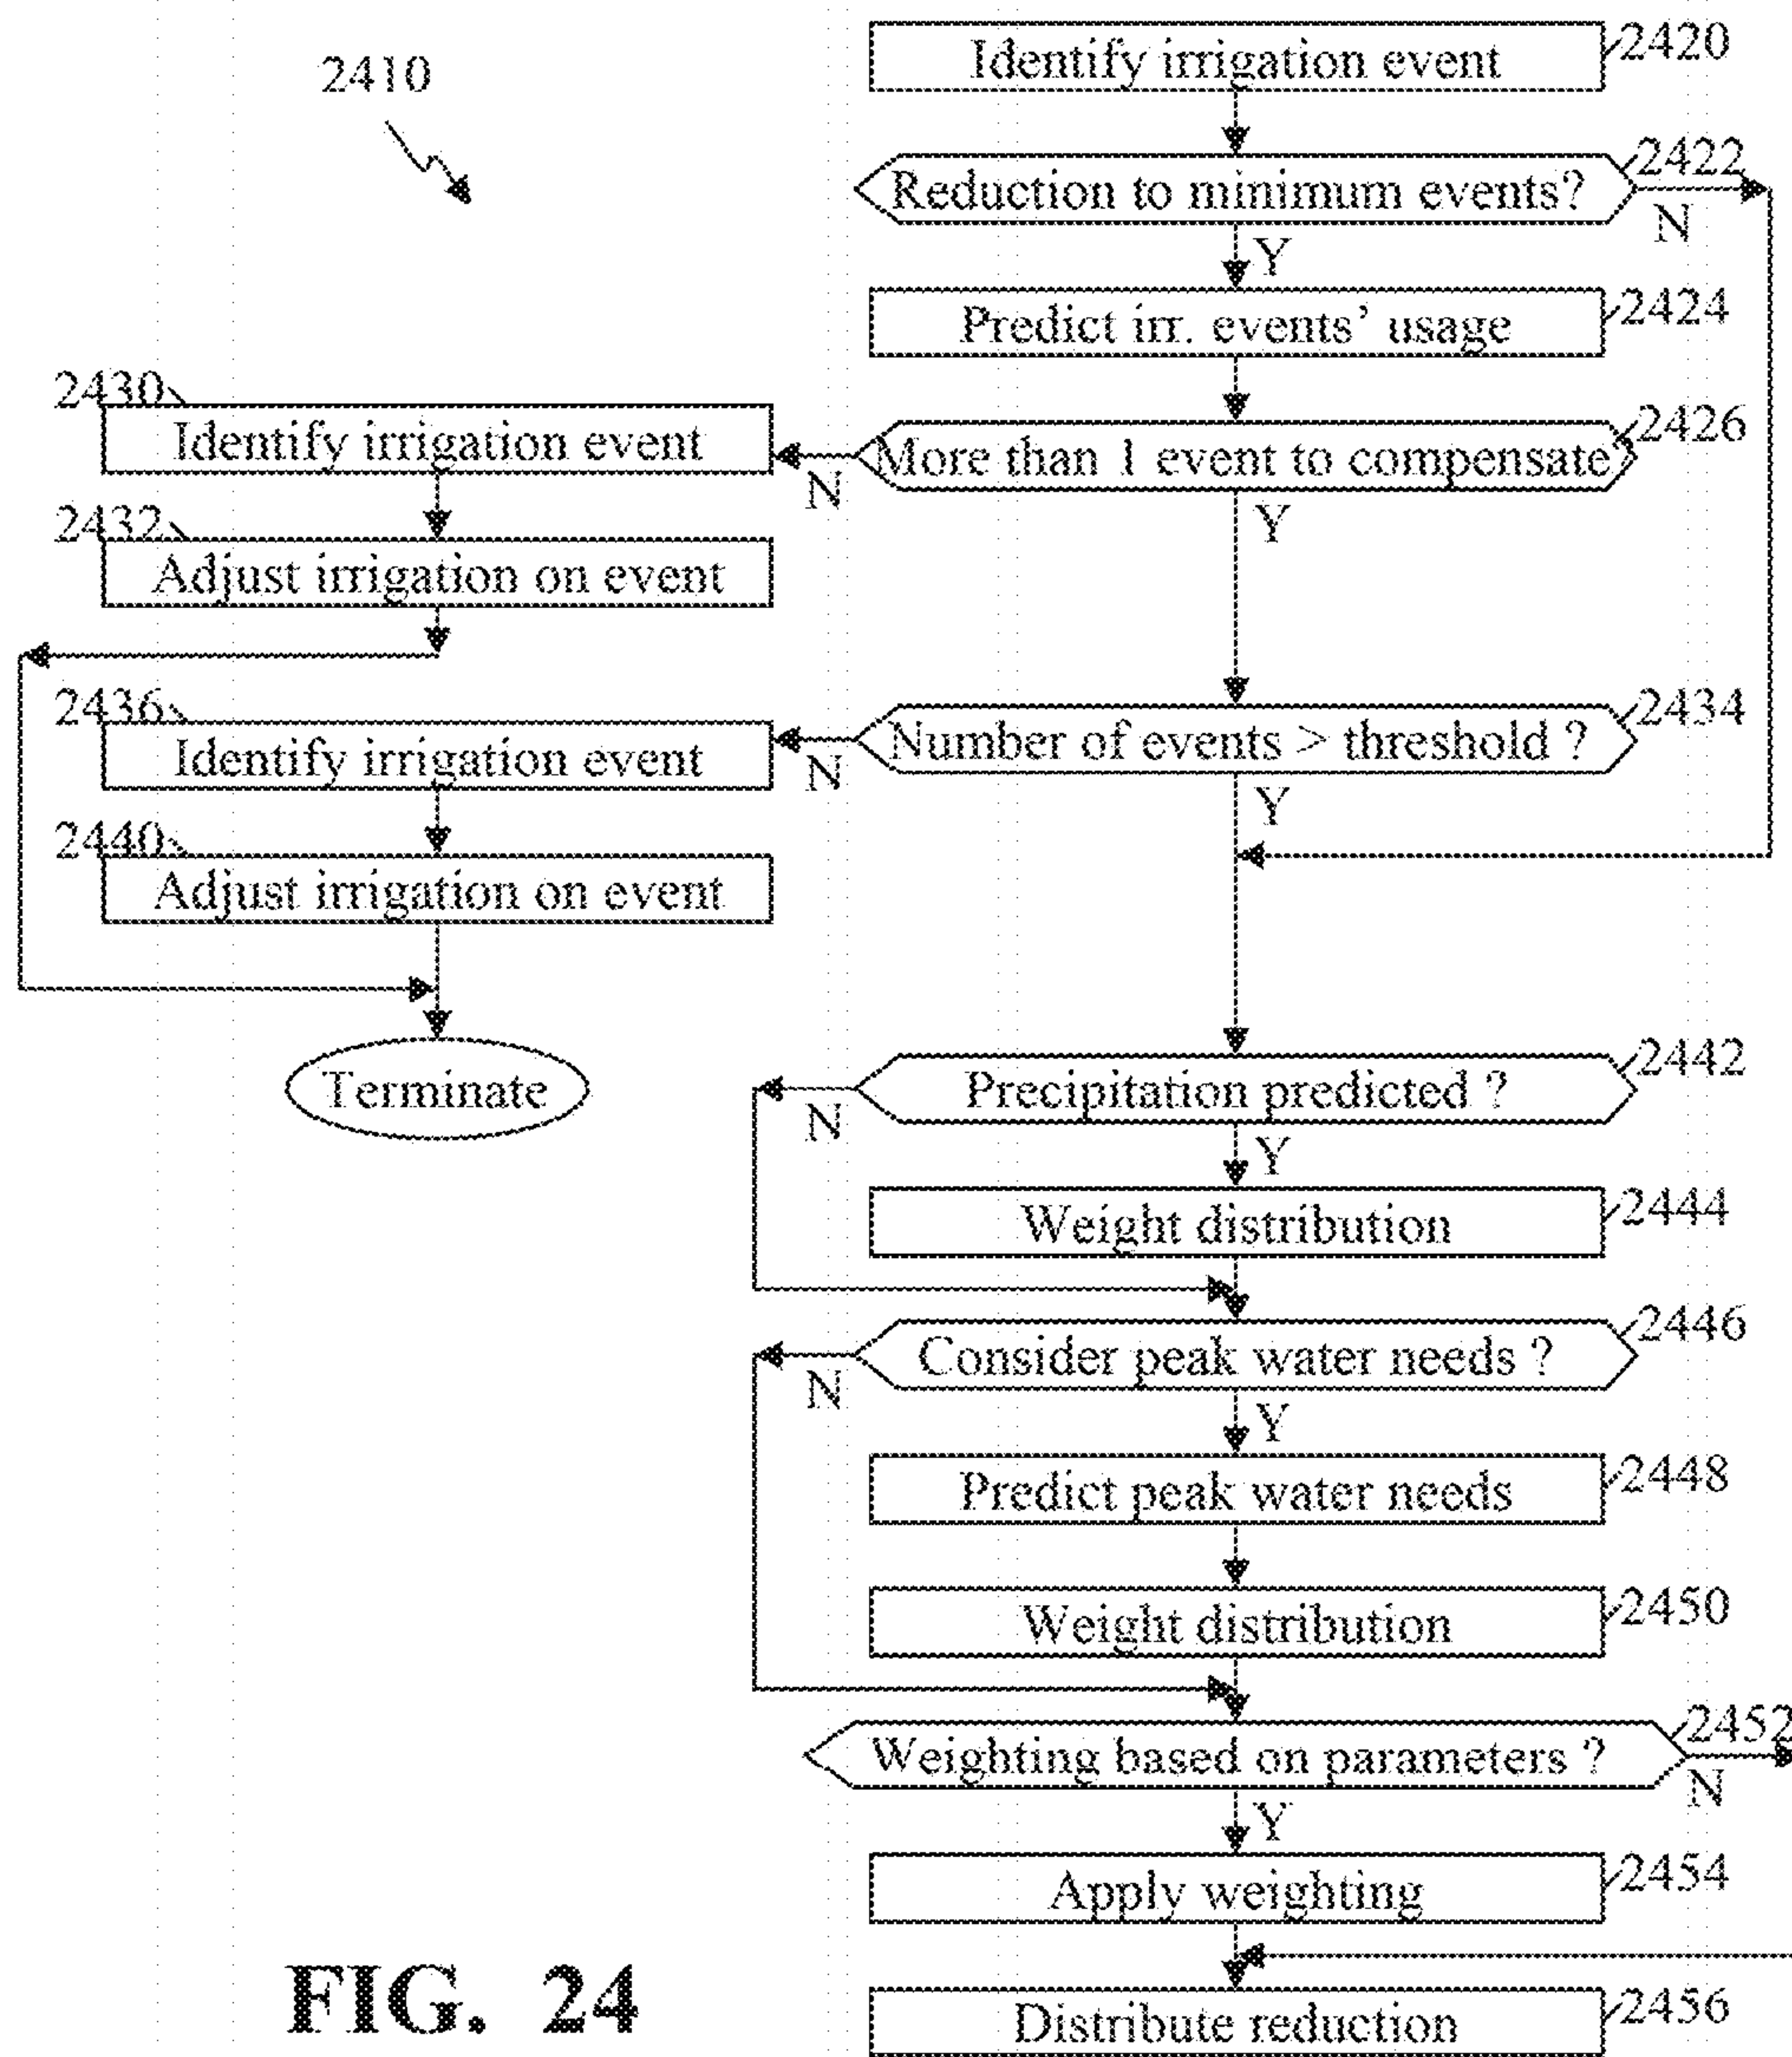 2410
Identify irrigation event
2420
Reduction to minimum events?
2422
N
Y
Predict irr. events' usage
2424
2430
Identify irrigation event
N
More than 1 event to compensate?
2426
Y
2432
Adjust irrigation on event
2436
Identify irrigation event
N
Number of events > threshold ?
2434
Y
2440
Adjust irrigation on event
Terminate
Precipitation predicted ?
2442
N
Y
Weight distribution
2444
Consider peak water needs ?
2446
N
Y
Predict peak water needs
2448
Weight distribution
2450
Weighting based on parameters ?
2452
N
Y
Apply weighting
2454
Distribute reduction
2456
FIG. 24